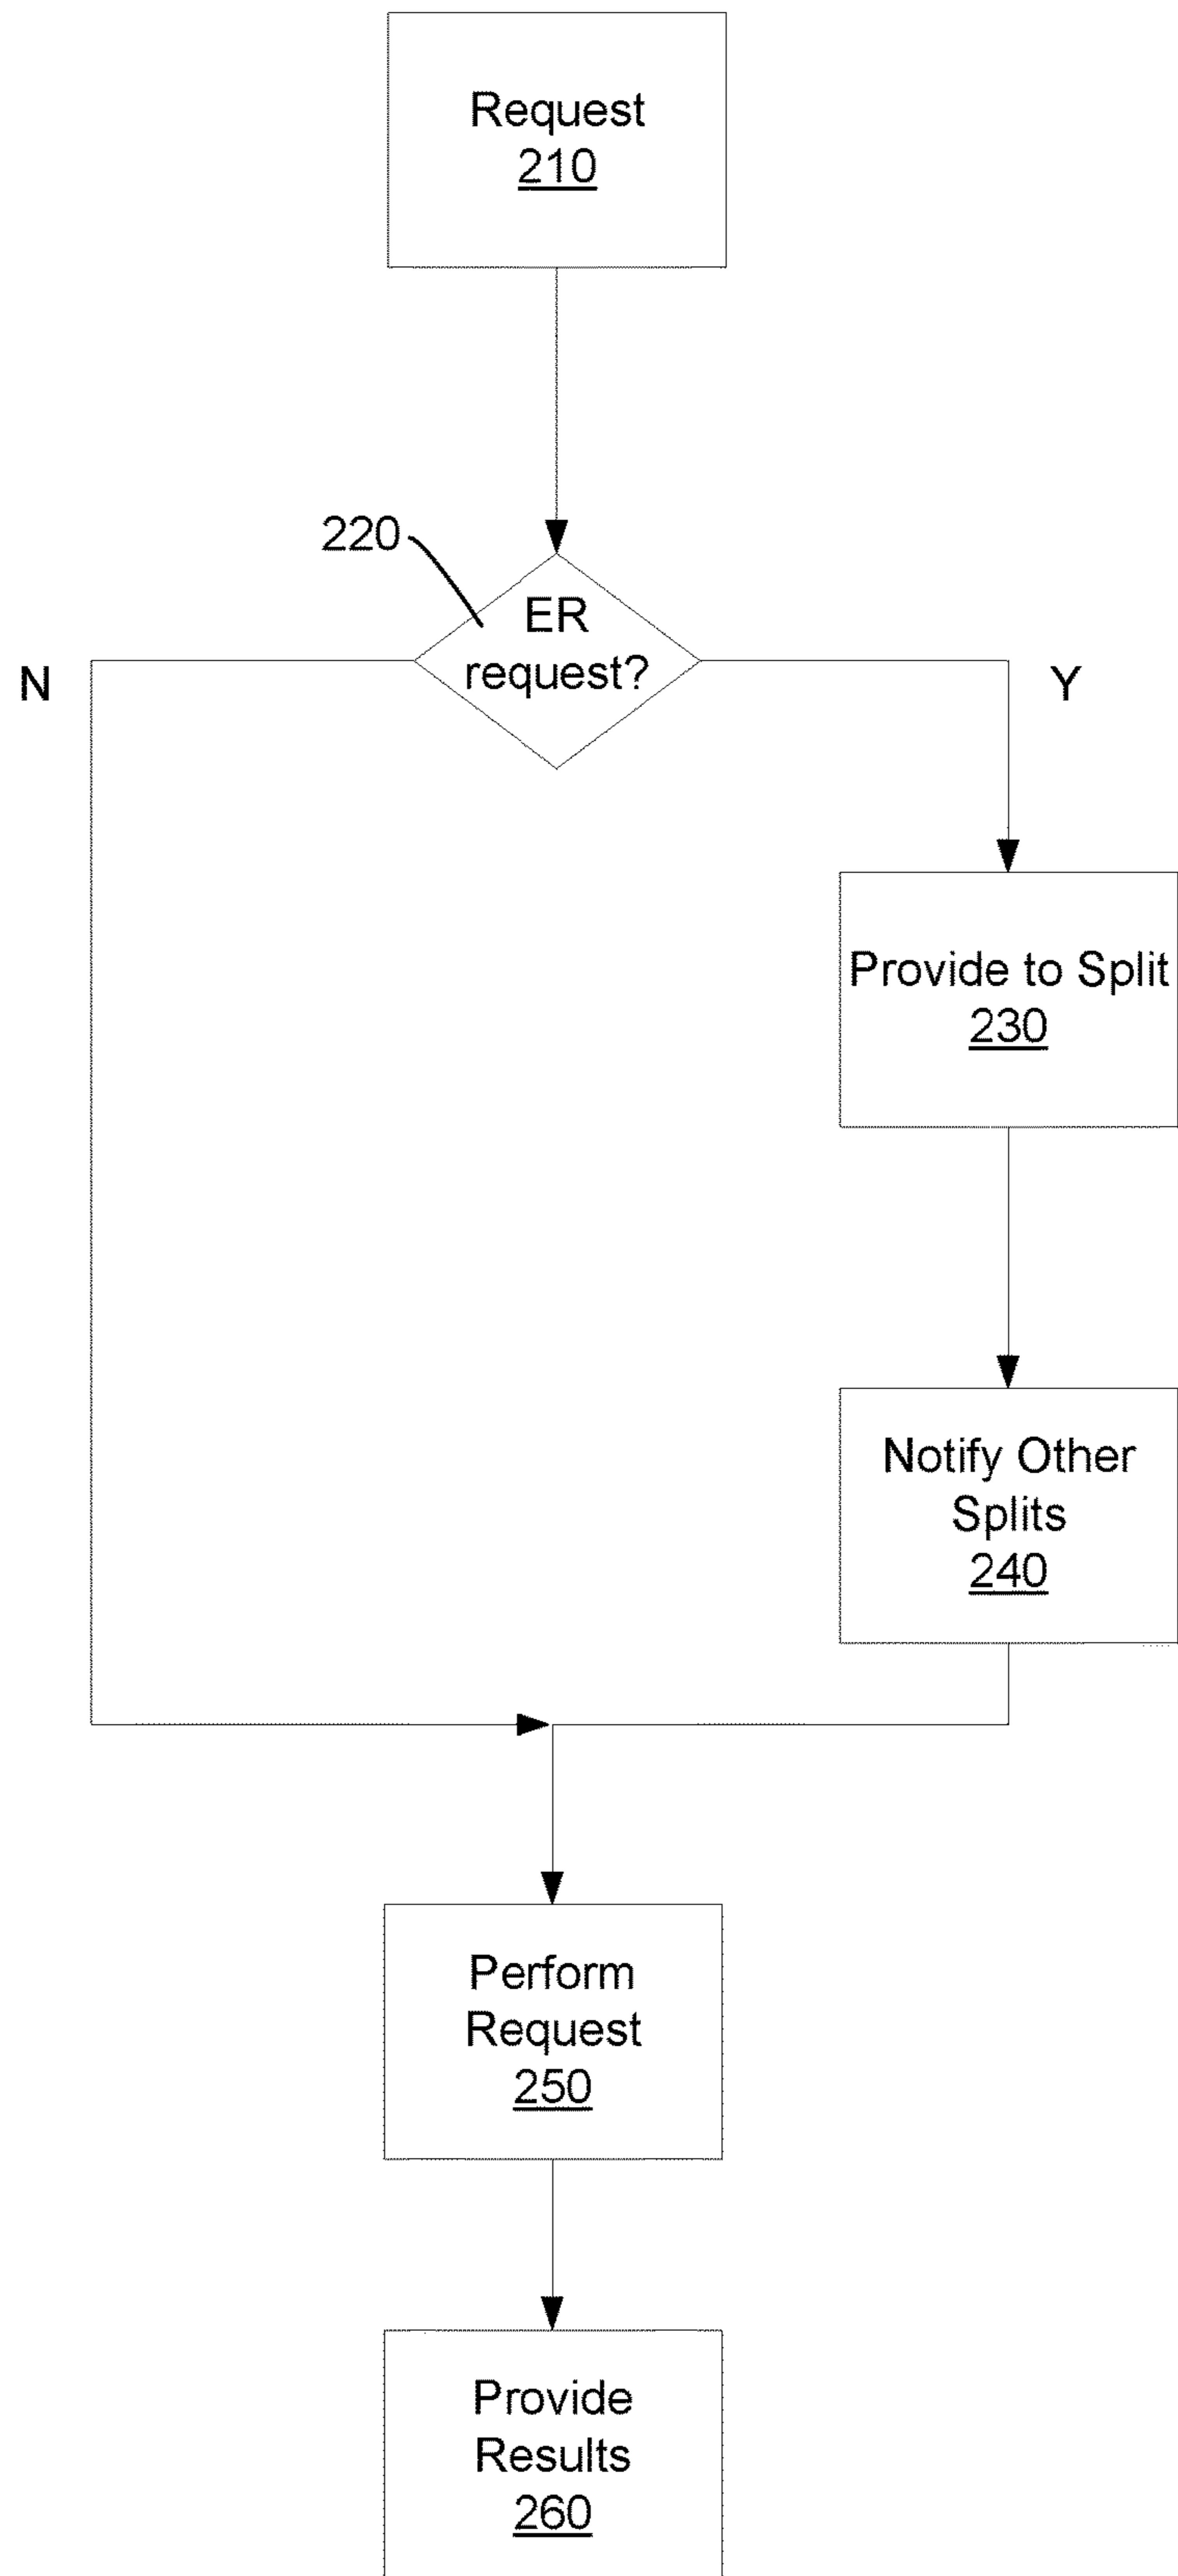 Request
210
220
ER
request?
N
Y
Provide to Split
230
Notify Other
Splits
240
Perform
Request
250
Provide
Results
260